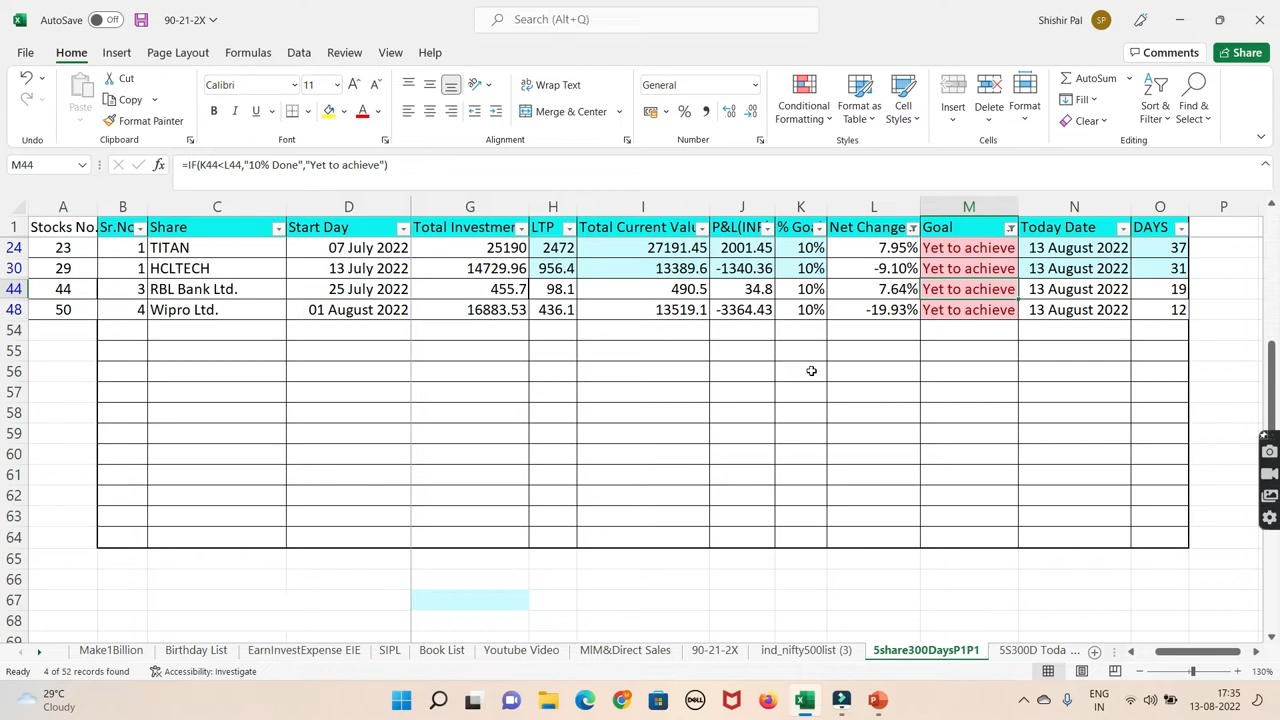 AutoSave Off 90-21-2X Search (Alt+Q) Shishir Pal SP
File Home Insert Page Layout Formulas Data Review View Help Comments Share
Paste Cut Copy Format Painter
Calibri 11 B I U A A
Wrap Text Merge & Center
General % 
Conditional Formatting Format as Table Cell Styles
Insert Delete Format
AutoSum Fill Clear Sort & Filter Find & Select
Undo Clipboard Font Alignment Number Styles Cells Editing
M44 fx =IF(K44<L44,"10% Done","Yet to achieve")
A B C D G H I J K L M N O P
1 Stocks No. Sr.No Share Start Day Total Investmer LTP Total Current Valu P&L(INF % Goa Net Change Goal Today Date DAYS
24 23 1 TITAN 07 July 2022 25190 2472 27191.45 2001.45 10% 7.95% Yet to achieve 13 August 2022 37
30 29 1 HCLTECH 13 July 2022 14729.96 956.4 13389.6 -1340.36 10% -9.10% Yet to achieve 13 August 2022 31
44 44 3 RBL Bank Ltd. 25 July 2022 455.7 98.1 490.5 34.8 10% 7.64% Yet to achieve 13 August 2022 19
48 50 4 Wipro Ltd. 01 August 2022 16883.53 436.1 13519.1 -3364.43 10% -19.93% Yet to achieve 13 August 2022 12
54
55
56
57
58
59
60
61
62
63
64
65
66
67
68
69
Make1Billion Birthday List EarnInvestExpense EIE SIPL Book List Youtube Video MIM&Direct Sales 90-21-2X ind_nifty500list (3) 5share300DaysP1P1 5S300D Toda ...
Ready 4 of 52 records found Accessibility: Investigate 130%
29°C
Cloudy
DELL
ENG
IN
17:35
13-08-2022